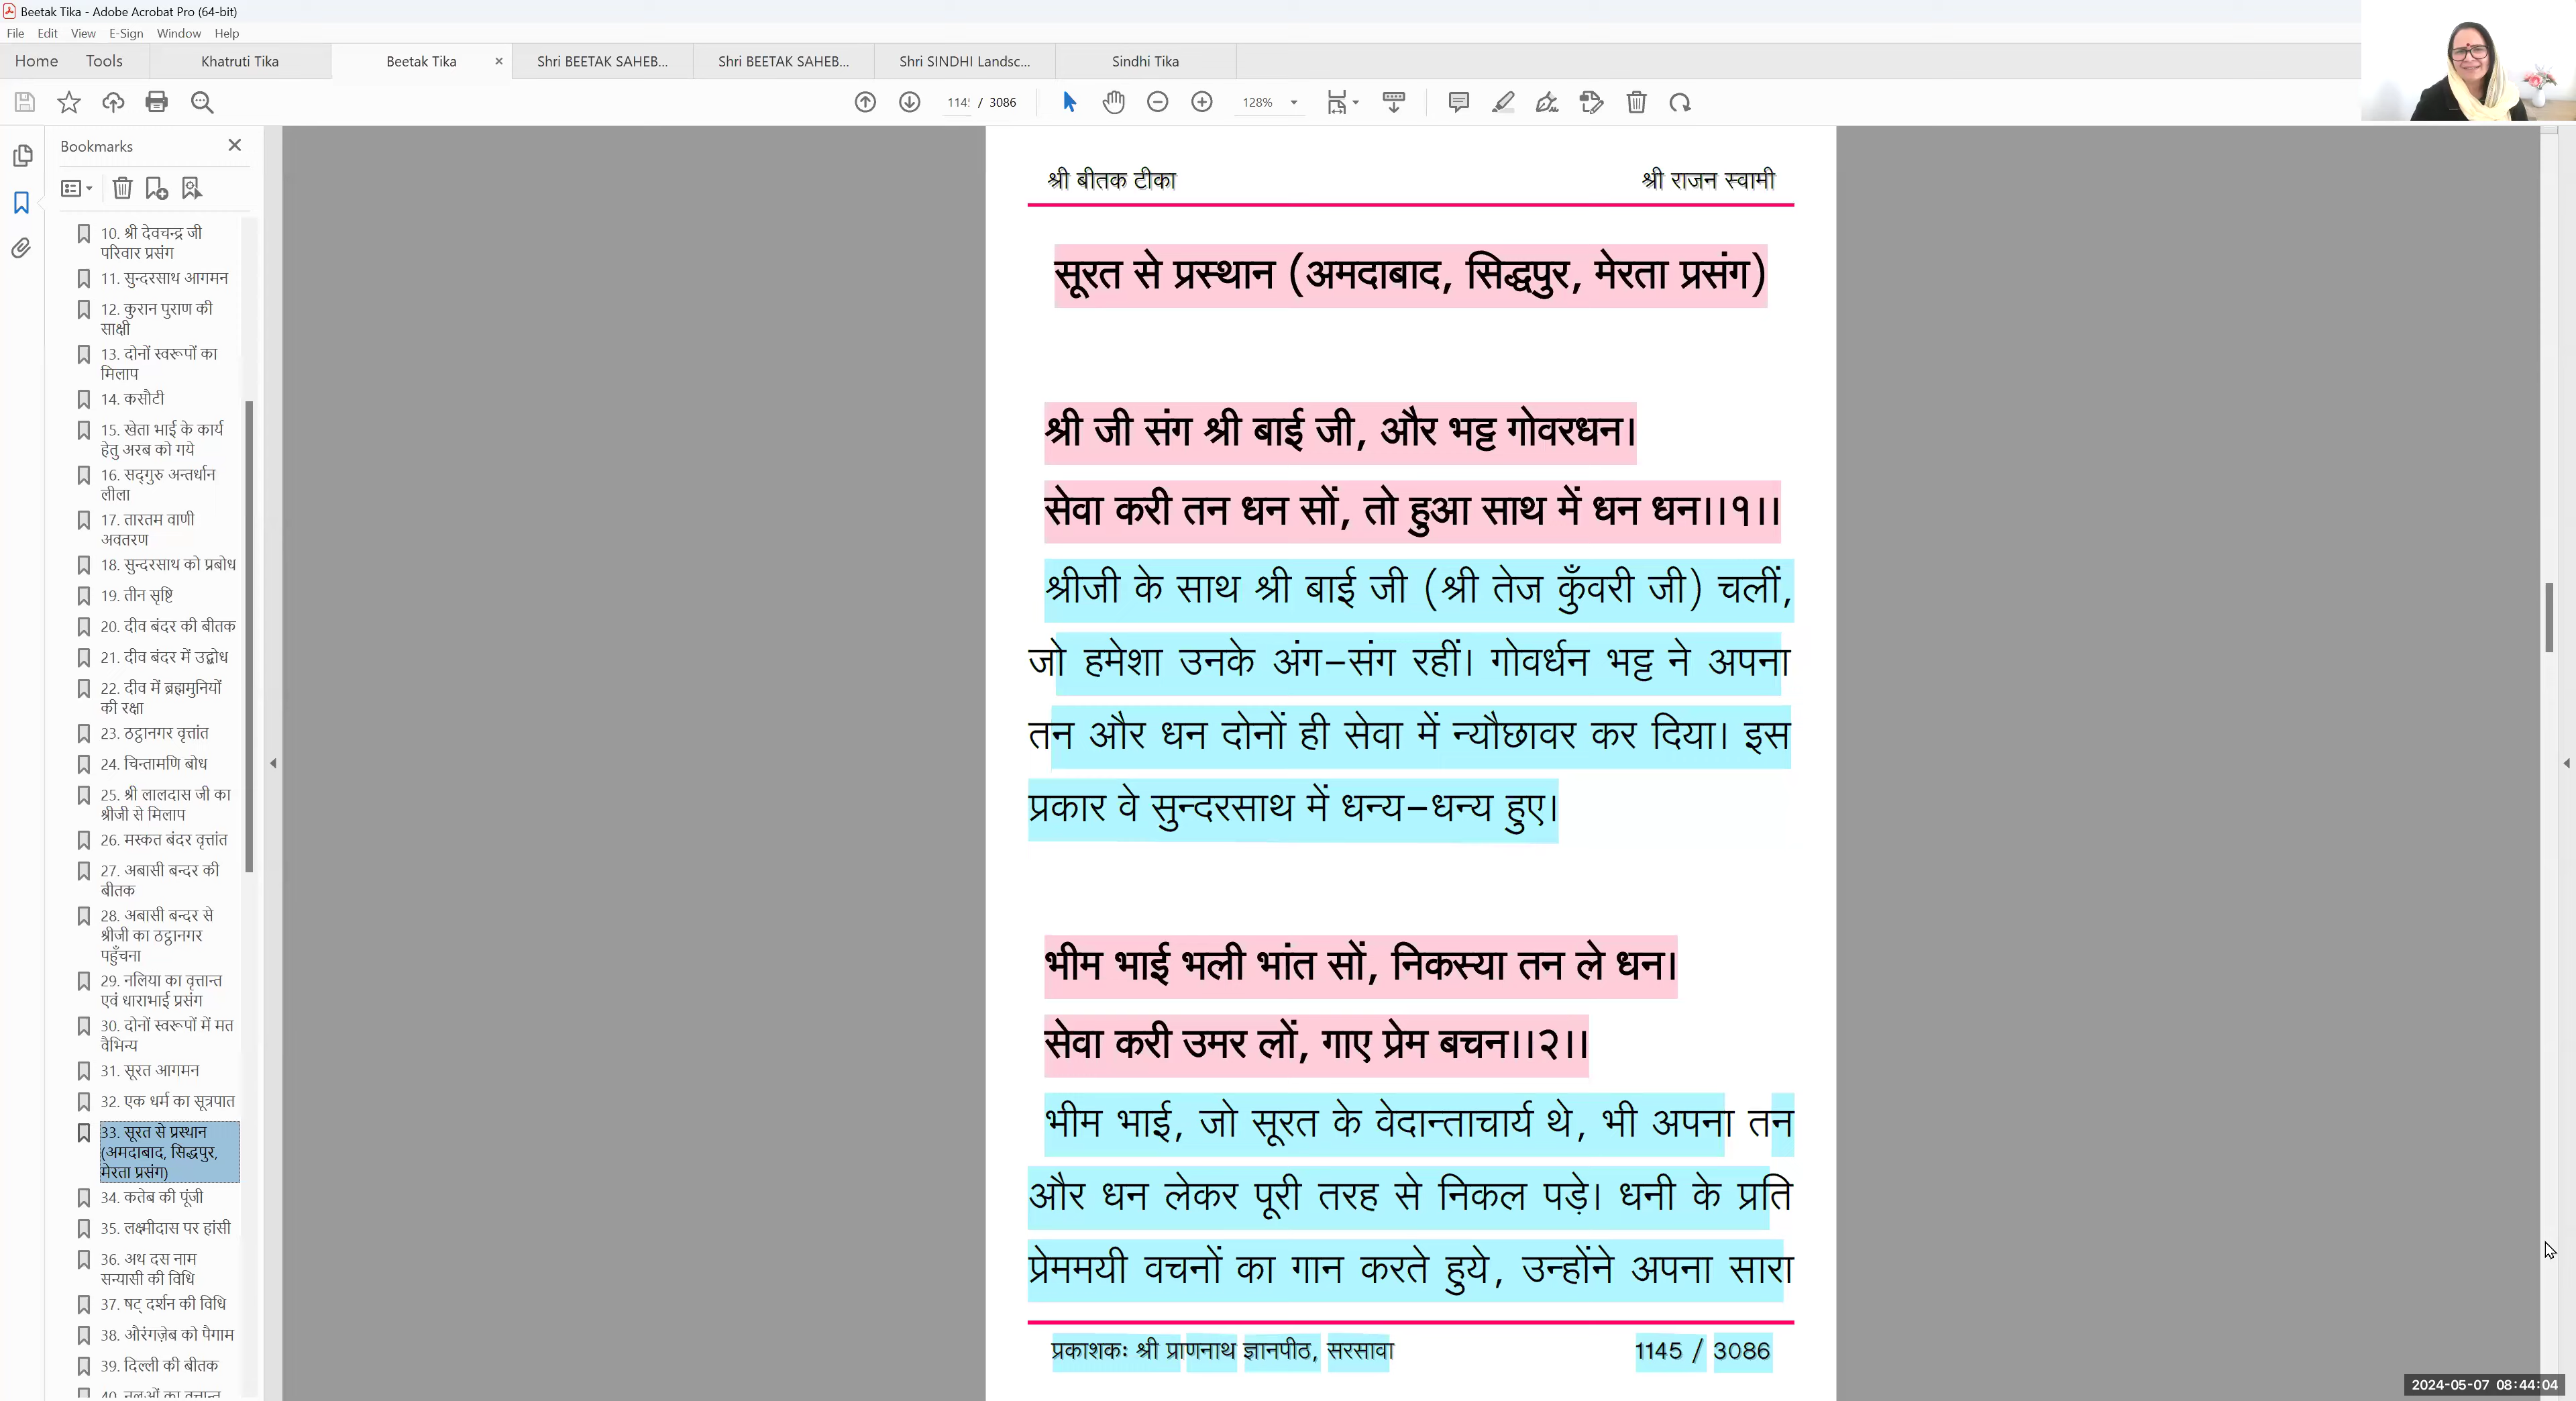 Beetak Tika - Adobe Acrobat Pro (64-bit)
File Edit View E-Sign Window Help
Home Tools Khatruti Tika Beetak Tika Shri BEETAK SAHEB... Shri BEETAK SAHEB... Shri SINDHI Landsc... Sindhi Tika
/ 3086 128%
Bookmarks
10. श्री देवचन्द्र जी
परिवार प्रसंग
11. सुन्दरसाथ आगमन
12. कुरान पुराण की
साक्षी
13. दोनों स्वरूपों का
मिलाप
14. कसौटी
15. खेता भाई के कार्य
हेतु अरब को गये
16. सद्गुरु अन्तर्धान
लीला
17. तारतम वाणी
अवतरण
18. सुन्दरसाथ को प्रबोध
19. तीन सृष्टि
20. दीव बंदर की बीतक
21. दीव बंदर में उद्बोध
22. दीव में ब्रह्ममुनियों
की रक्षा
23. ठट्ठानगर वृत्तांत
24. चिन्तामणि बोध
25. श्री लालदास जी का
श्रीजी से मिलाप
26. मस्कत बंदर वृत्तांत
27. अबासी बन्दर की
बीतक
28. अबासी बन्दर से
श्रीजी का ठट्ठानगर
पहुँचना
29. नलिया का वृत्तान्त
एवं धाराभाई प्रसंग
30. दोनों स्वरूपों में मत
वैभिन्य
31. सूरत आगमन
32. एक धर्म का सूत्रपात
33. सूरत से प्रस्थान
(अमदाबाद, सिद्धपुर,
मेरता प्रसंग)
34. कतेब की पूंजी
35. लक्ष्मीदास पर हांसी
36. अथ दस नाम
सन्यासी की विधि
37. षट् दर्शन की विधि
38. औरंगज़ेब को पैगाम
39. दिल्ली की बीतक
श्री बीतक टीका श्री राजन स्वामी
सूरत से प्रस्थान (अमदाबाद, सिद्धपुर, मेरता प्रसंग)
श्री जी संग श्री बाई जी, और भट्ट गोवरधन।
सेवा करी तन धन सों, तो हुआ साथ में धन धन।।१।।
श्रीजी के साथ श्री बाई जी (श्री तेज कुँवरी जी) चलीं,
जो हमेशा उनके अंग-संग रहीं। गोवर्धन भट्ट ने अपना
तन और धन दोनों ही सेवा में न्यौछावर कर दिया। इस
प्रकार वे सुन्दरसाथ में धन्य-धन्य हुए।
भीम भाई भली भांत सों, निकस्या तन ले धन।
सेवा करी उमर लों, गाए प्रेम बचन।।२।।
भीम भाई, जो सूरत के वेदान्ताचार्य थे, भी अपना तन
और धन लेकर पूरी तरह से निकल पड़े। धनी के प्रति
प्रेममयी वचनों का गान करते हुये, उन्होंने अपना सारा
प्रकाशकः श्री प्राणनाथ ज्ञानपीठ, सरसावा 1145 / 3086
2024-05-07 08:44:04